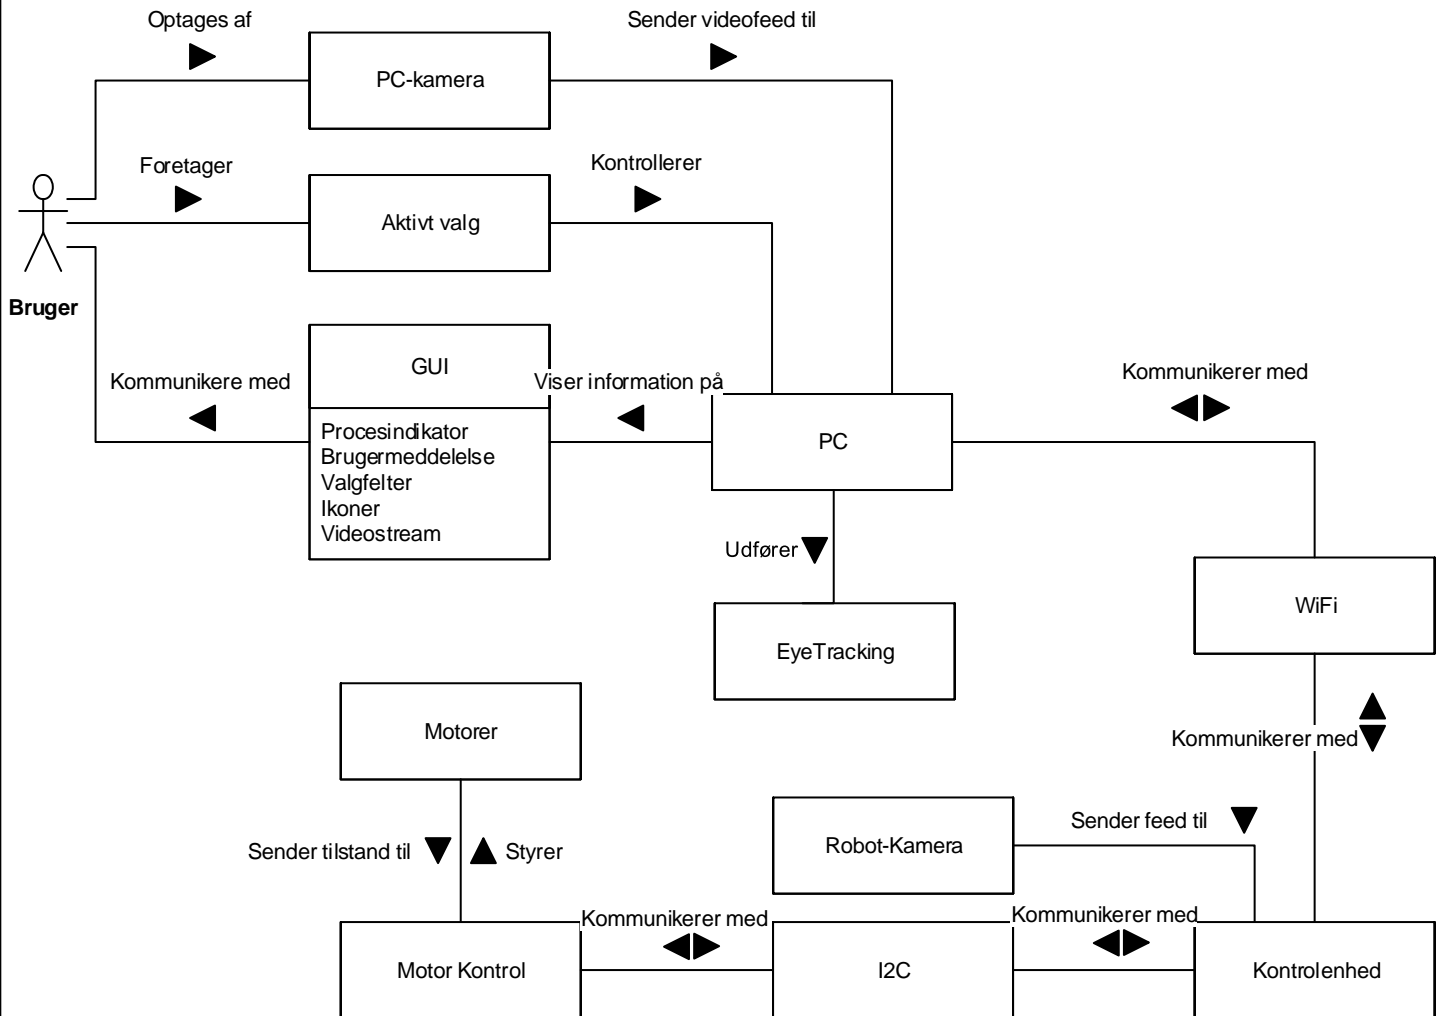 Optages af
Sender videofeed til
PC-kamera
Foretager
Kontrollerer
Aktivt valg
Bruger
GUI
Kommunikere med
Viser information på
Kommunikerer med
Procesindikator
Brugermeddelelse
Valgfelter
Ikoner
Videostream
PC
Udfører
WiFi
EyeTracking
Motorer
Kommunikerer med
Sender feed til
Robot-Kamera
Sender tilstand til
Styrer
Kommunikerer med
Kommunikerer med
Motor Kontrol
I2C
Kontrolenhed